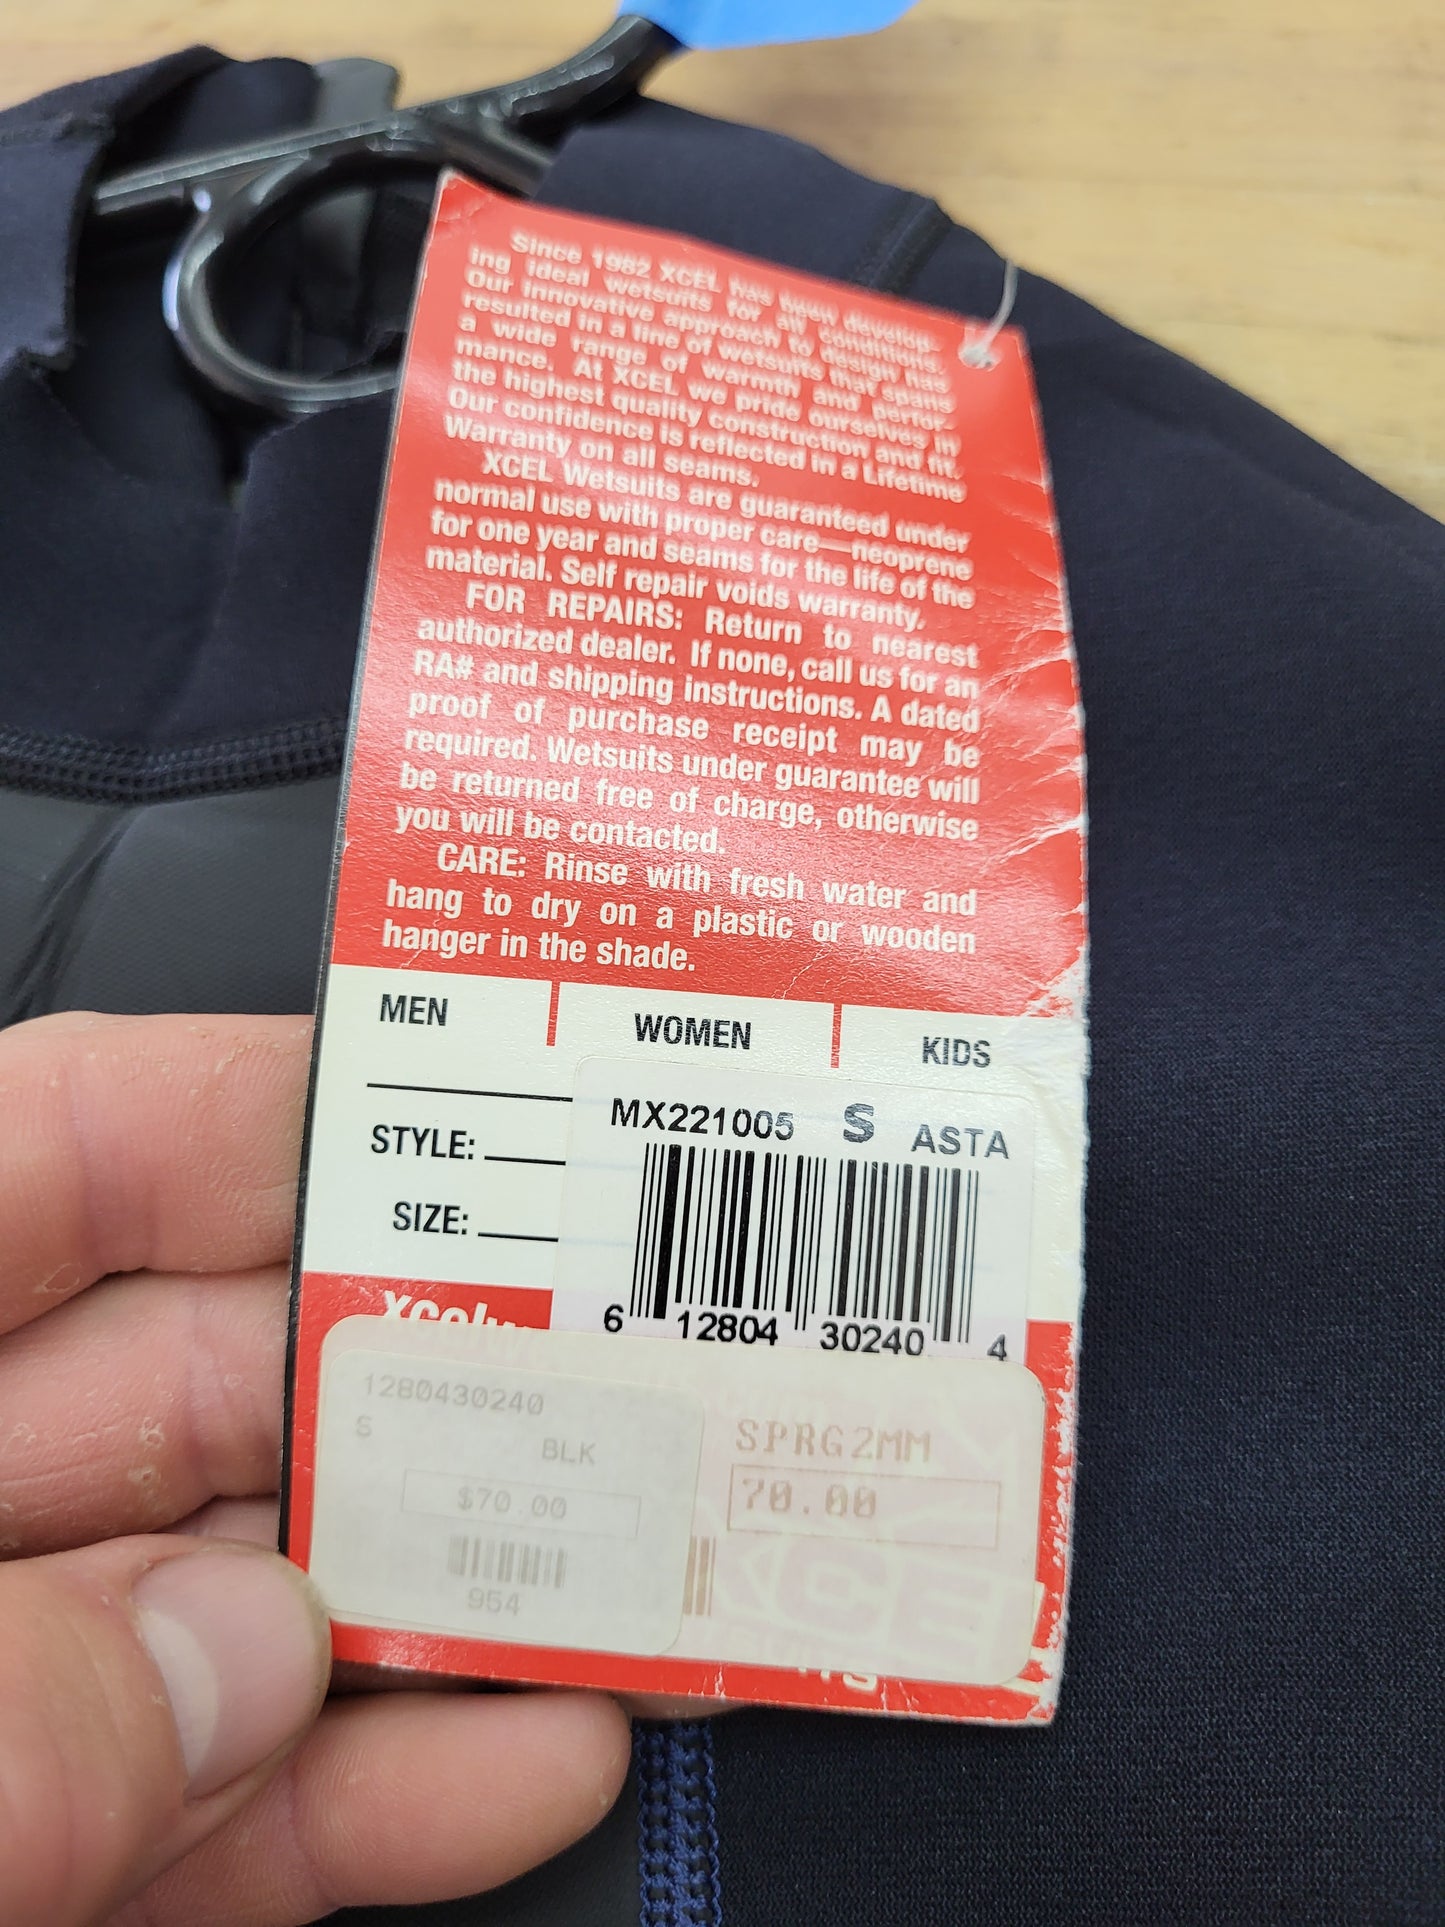 Since 1982 XCEL has been develop-
ing ideal wetsuits for all conditions.
Our innovative approach to design has
resulted in a line of wetsuits that spans
a wide range of warmth and perfor-
mance. At XCEL we pride ourselves in
the highest quality construction and fit.
Our confidence is reflected in a Lifetime
Warranty on all seams.
XCEL Wetsuits are guaranteed under
normal use with proper care—neoprene
for one year and seams for the life of the
material. Self repair voids warranty.
FOR REPAIRS: Return to nearest
authorized dealer. If none, call us for an
RA# and shipping instructions. A dated
proof of purchase receipt may be
required. Wetsuits under guarantee will
be returned free of charge, otherwise
you will be contacted.
CARE: Rinse with fresh water and
hang to dry on a plastic or wooden
hanger in the shade.
MEN WOMEN KIDS
MX221005 S ASTA
STYLE:
SIZE:
6 12804 30240 4
1280430240
S BLK
$70.00
954
SPRG2MM
70.00